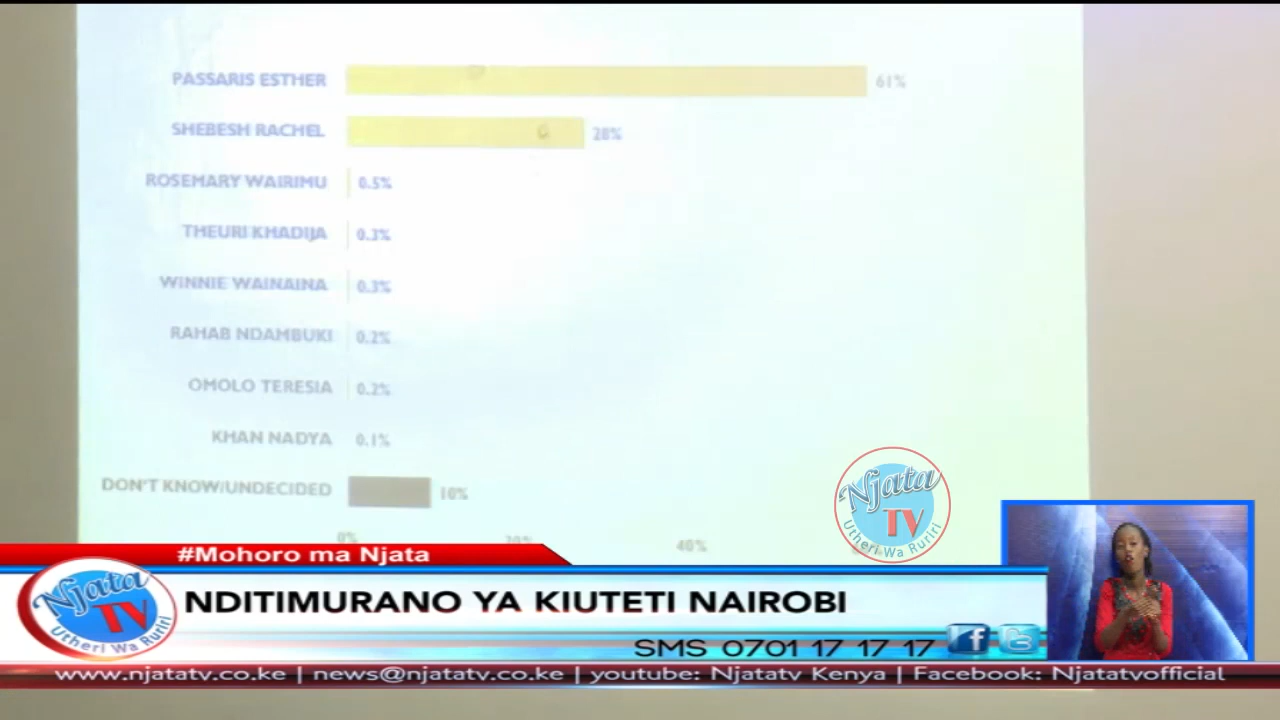 PASSARIS ESTHER 61%
SHEBESH RACHEL 28%
ROSEMARY WAIRIMU 0.5%
THEURI KHADIJA 0.3%
WINNIE WAINAINA 0.3%
RAHAB NDAMBUKI 0.2%
OMOLO TERESIA 0.2%
KHAN NADYA 0.1%
DON'T KNOW/UNDECIDED 10%
0% 20% 40%
Njata
TV
Utheri Wa Ruriri
#Mohoro ma Njata
Njata
TV
Utheri Wa Ruriri
NDITIMURANO YA KIUTETI NAIROBI
SMS 0701 17 17 17
www.njatatv.co.ke | news@njatatv.co.ke | youtube: Njatatv Kenya | Facebook: Njatatvofficial